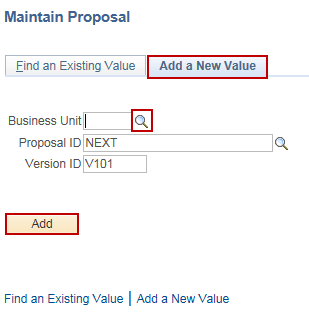 Maintain Proposal
Find an Existing Value Add a New Value
Business Unit
Proposal ID NEXT
Version ID V101
Add
Find an Existing Value | Add a New Value